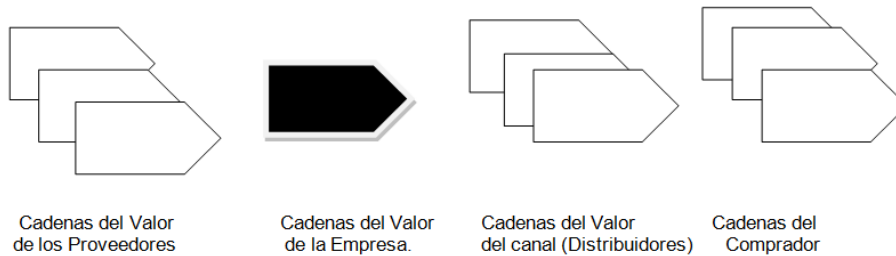 Cadenas del Valor
de los Proveedores
Cadenas del Valor
de la Empresa.
Cadenas del Valor
del canal (Distribuidores)
Cadenas del
Comprador